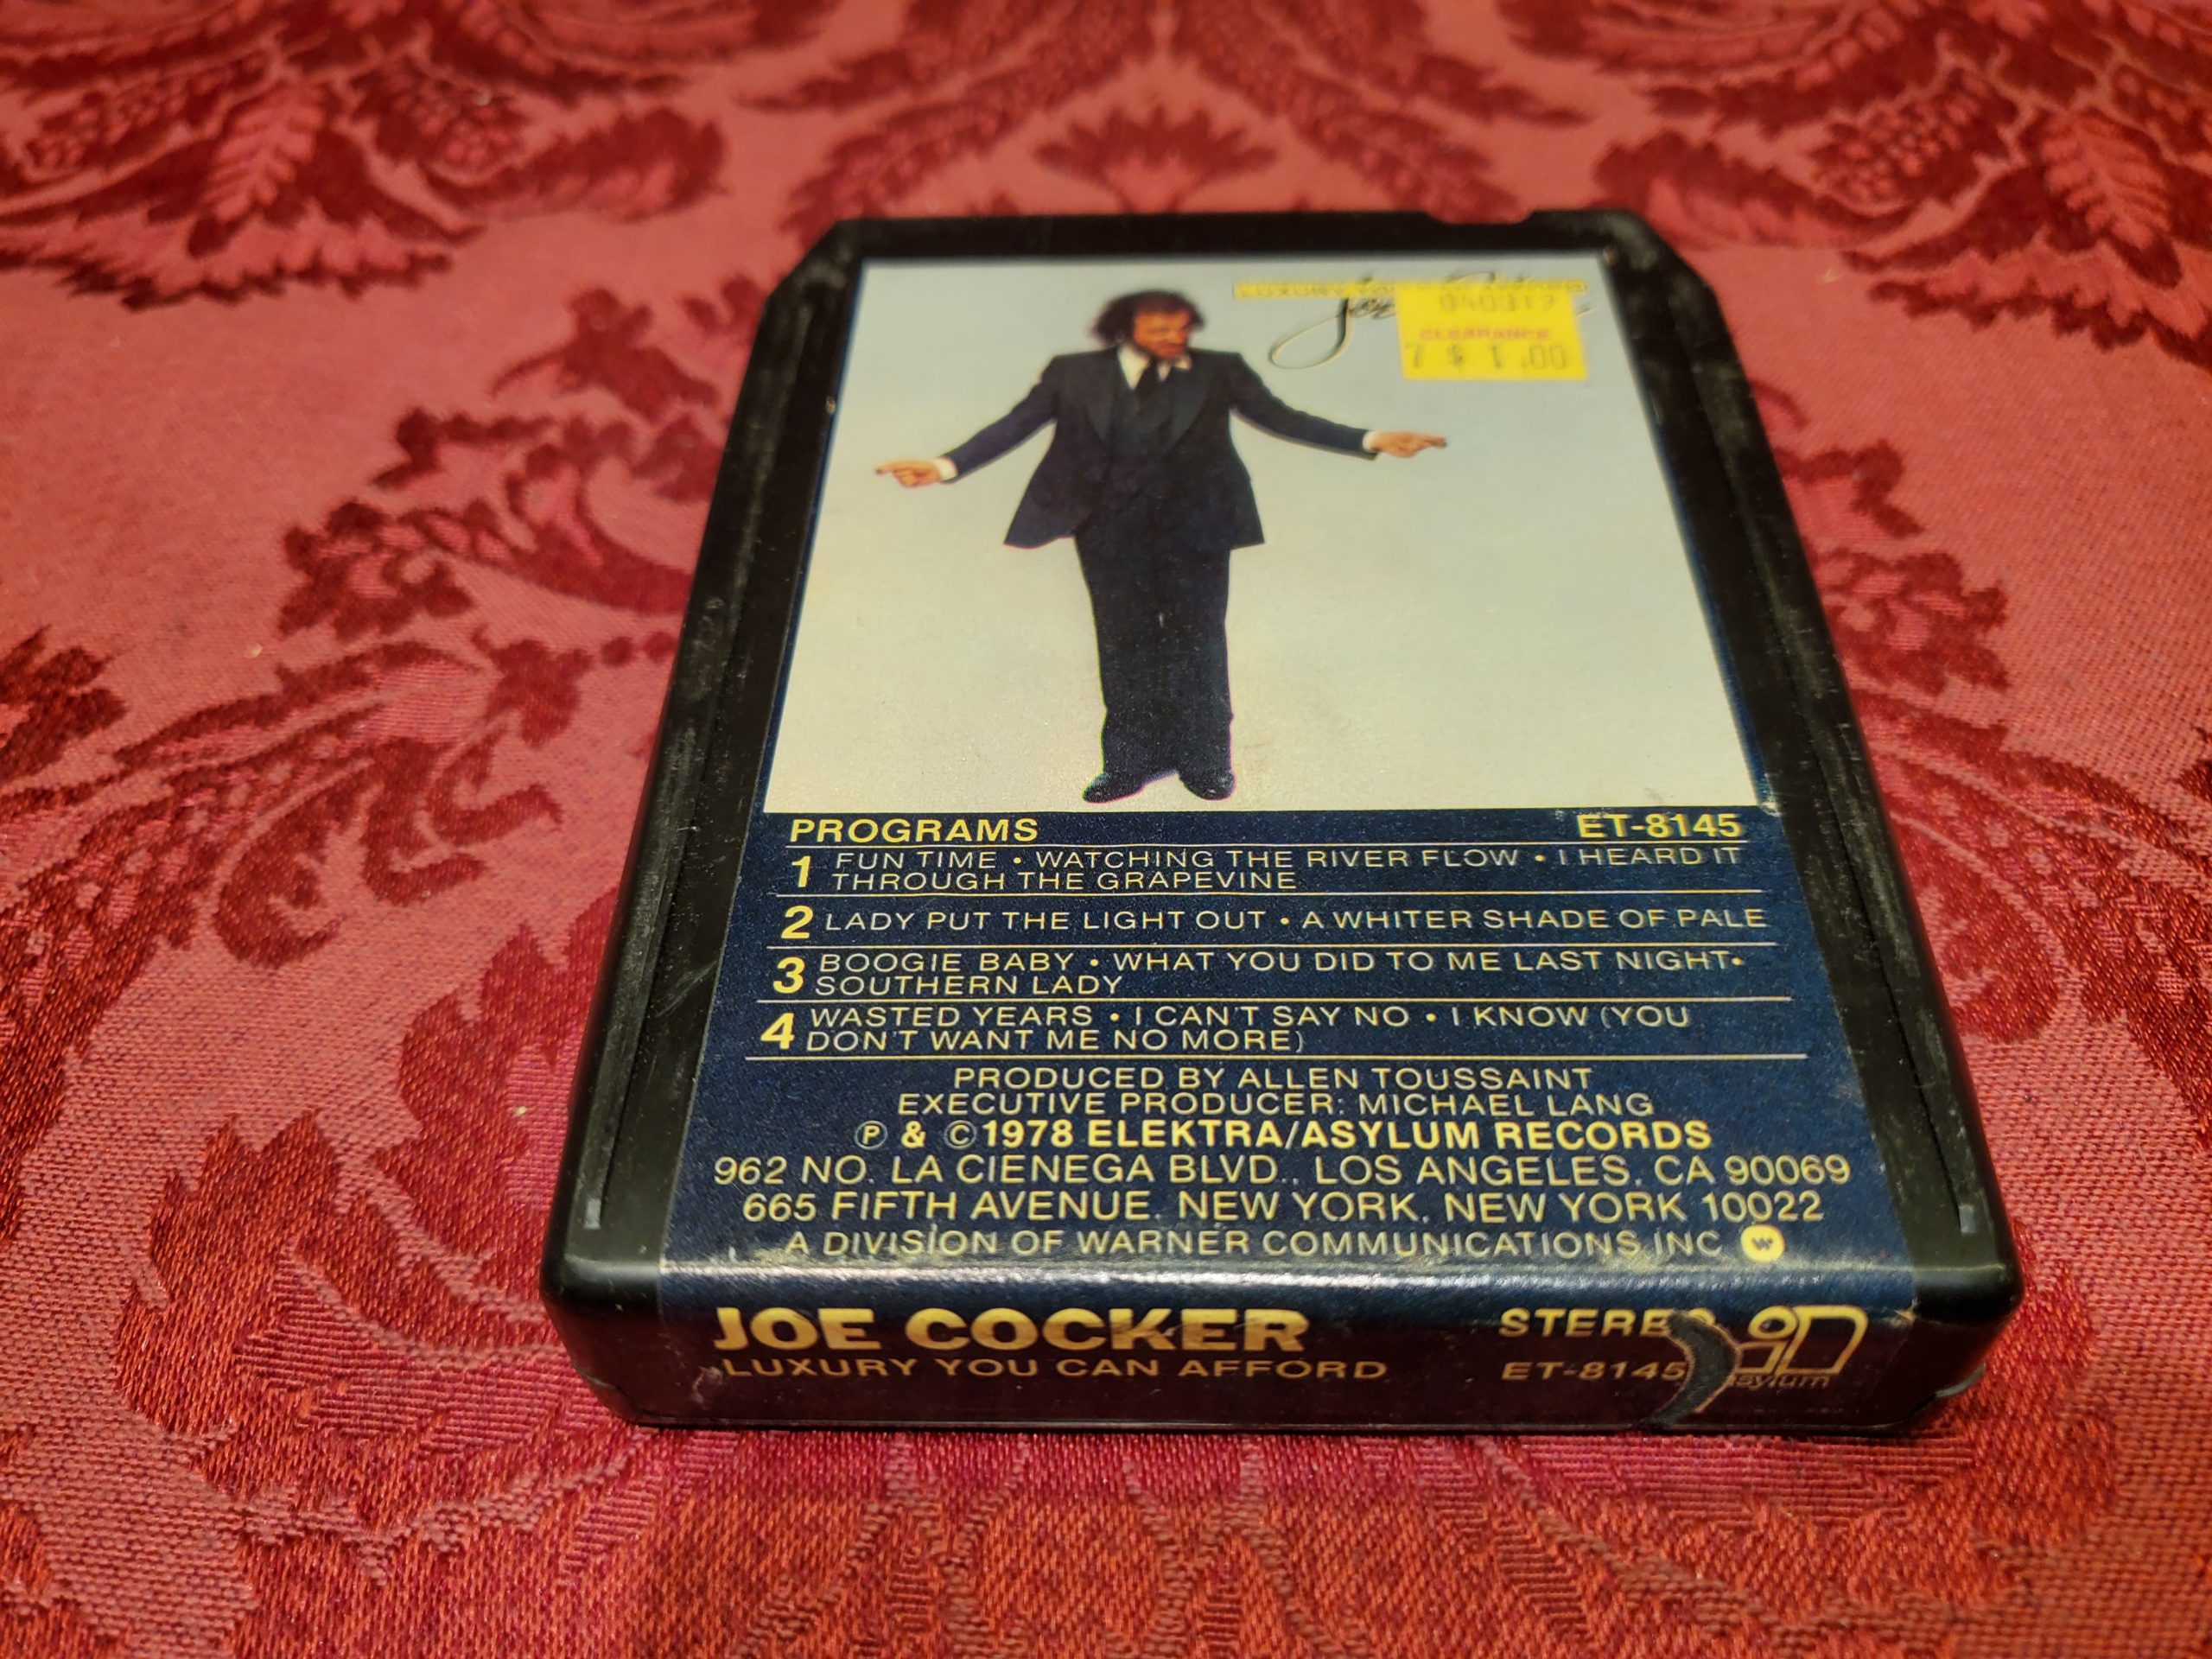 Joe
040319
CLEARANCE
7 $ 1.00
PROGRAMS ET-8145
1 FUN TIME • WATCHING THE RIVER FLOW • I HEARD IT
THROUGH THE GRAPEVINE
2 LADY PUT THE LIGHT OUT • A WHITER SHADE OF PALE
3 BOOGIE BABY • WHAT YOU DID TO ME LAST NIGHT•
SOUTHERN LADY
4 WASTED YEARS • I CAN'T SAY NO • I KNOW (YOU
DON'T WANT ME NO MORE)
PRODUCED BY ALLEN TOUSSAINT
EXECUTIVE PRODUCER: MICHAEL LANG
Ⓟ & © 1978 ELEKTRA/ASYLUM RECORDS
962 NO. LA CIENEGA BLVD., LOS ANGELES, CA 90069
665 FIFTH AVENUE, NEW YORK, NEW YORK 10022
A DIVISION OF WARNER COMMUNICATIONS INC W
JOE COCKER STEREO
LUXURY YOU CAN AFFORD ET-8145 asylum